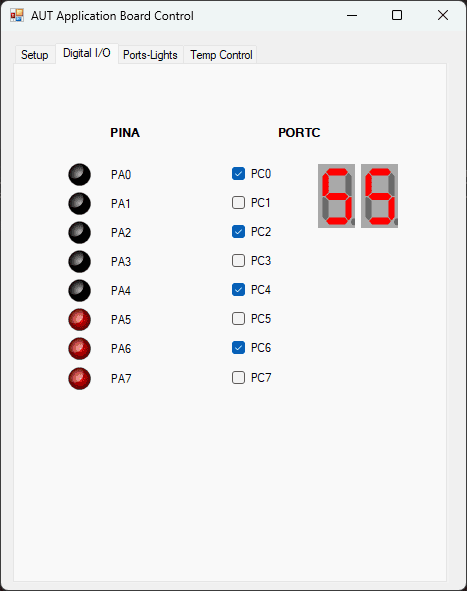 AUT Application Board Control
Setup Digital I/O Ports-Lights Temp Control
PINA PORTC
PA0 PC0 55
PA1 PC1
PA2 PC2
PA3 PC3
PA4 PC4
PA5 PC5
PA6 PC6
PA7 PC7